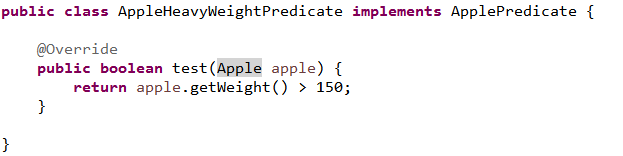 public class AppleHeavyWeightPredicate implements ApplePredicate {
@Override
public boolean test(Apple apple) {
return apple.getWeight() > 150;
}
}